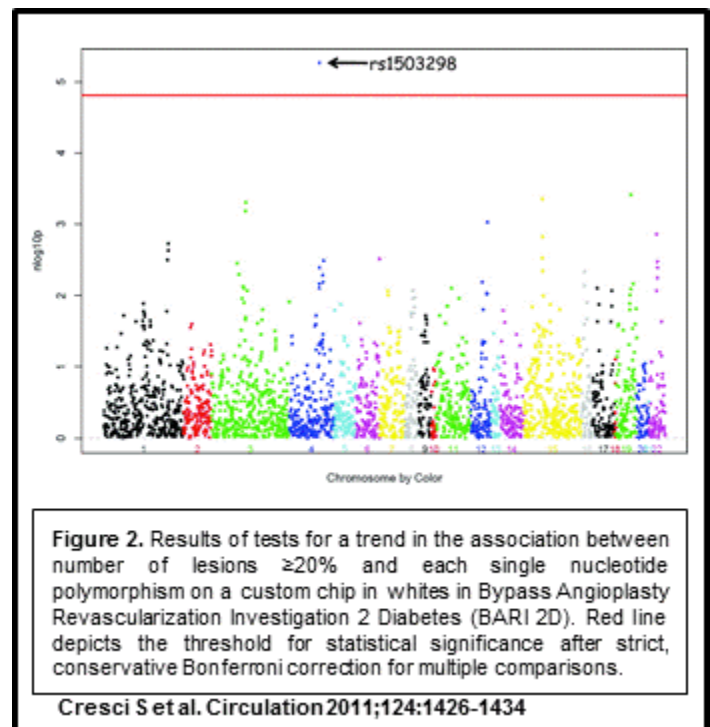 rs1503298
5
4
3
2
1
0
nlog10p
1 2 3 4 5 6 7 9 10 11 12 13 14 15 17 18 19 20 22
Chromosome by Color
Figure 2. Results of tests for a trend in the association between
number of lesions ≥20% and each single nucleotide
polymorphism on a custom chip in whites in Bypass Angioplasty
Revascularization Investigation 2 Diabetes (BARI 2D). Red line
depicts the threshold for statistical significance after strict,
conservative Bonferroni correction for multiple comparisons.
Cresci S et al. Circulation 2011;124:1426-1434